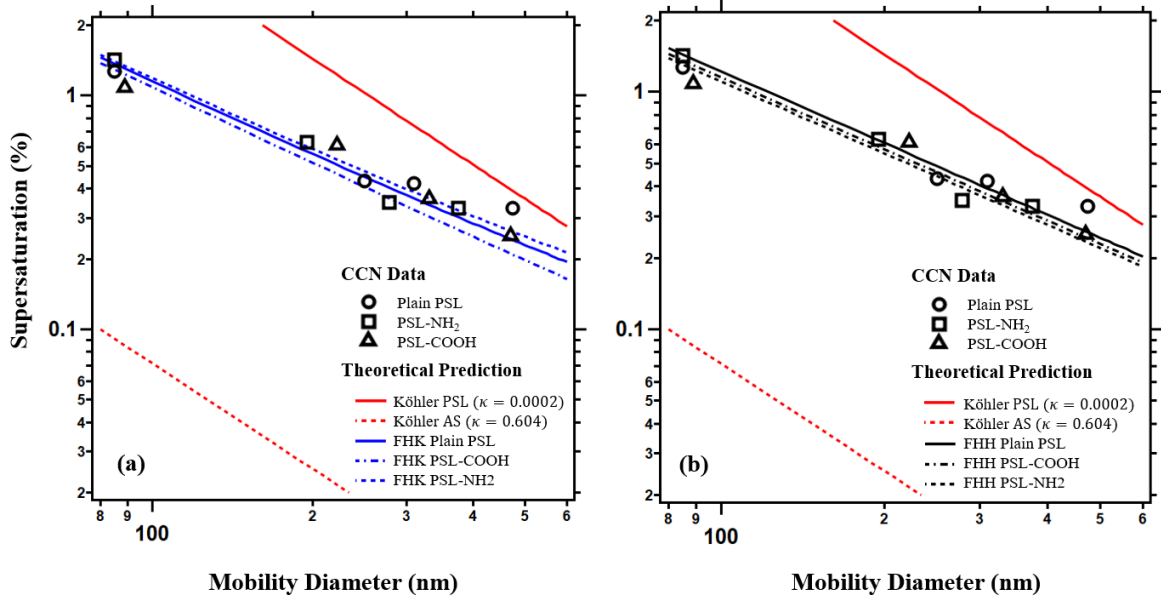 Supersaturation (%)
2
1
6
5
4
3
2
0.1
6
5
4
3
2
CCN Data
Plain PSL
PSL-NH2
PSL-COOH
Theoretical Prediction
Köhler PSL (κ = 0.0002)
Köhler AS (κ = 0.604)
FHK Plain PSL
FHK PSL-COOH
FHK PSL-NH2
(a)
8 9 2 3 4 5 6
100
Mobility Diameter (nm)
2
1
6
5
4
3
2
0.1
6
5
4
3
2
CCN Data
Plain PSL
PSL-NH2
PSL-COOH
Theoretical Prediction
Köhler PSL (κ = 0.0002)
Köhler AS (κ = 0.604)
FHH Plain PSL
FHH PSL-COOH
FHH PSL-NH2
(b)
8 9 2 3 4 5 6
100
Mobility Diameter (nm)